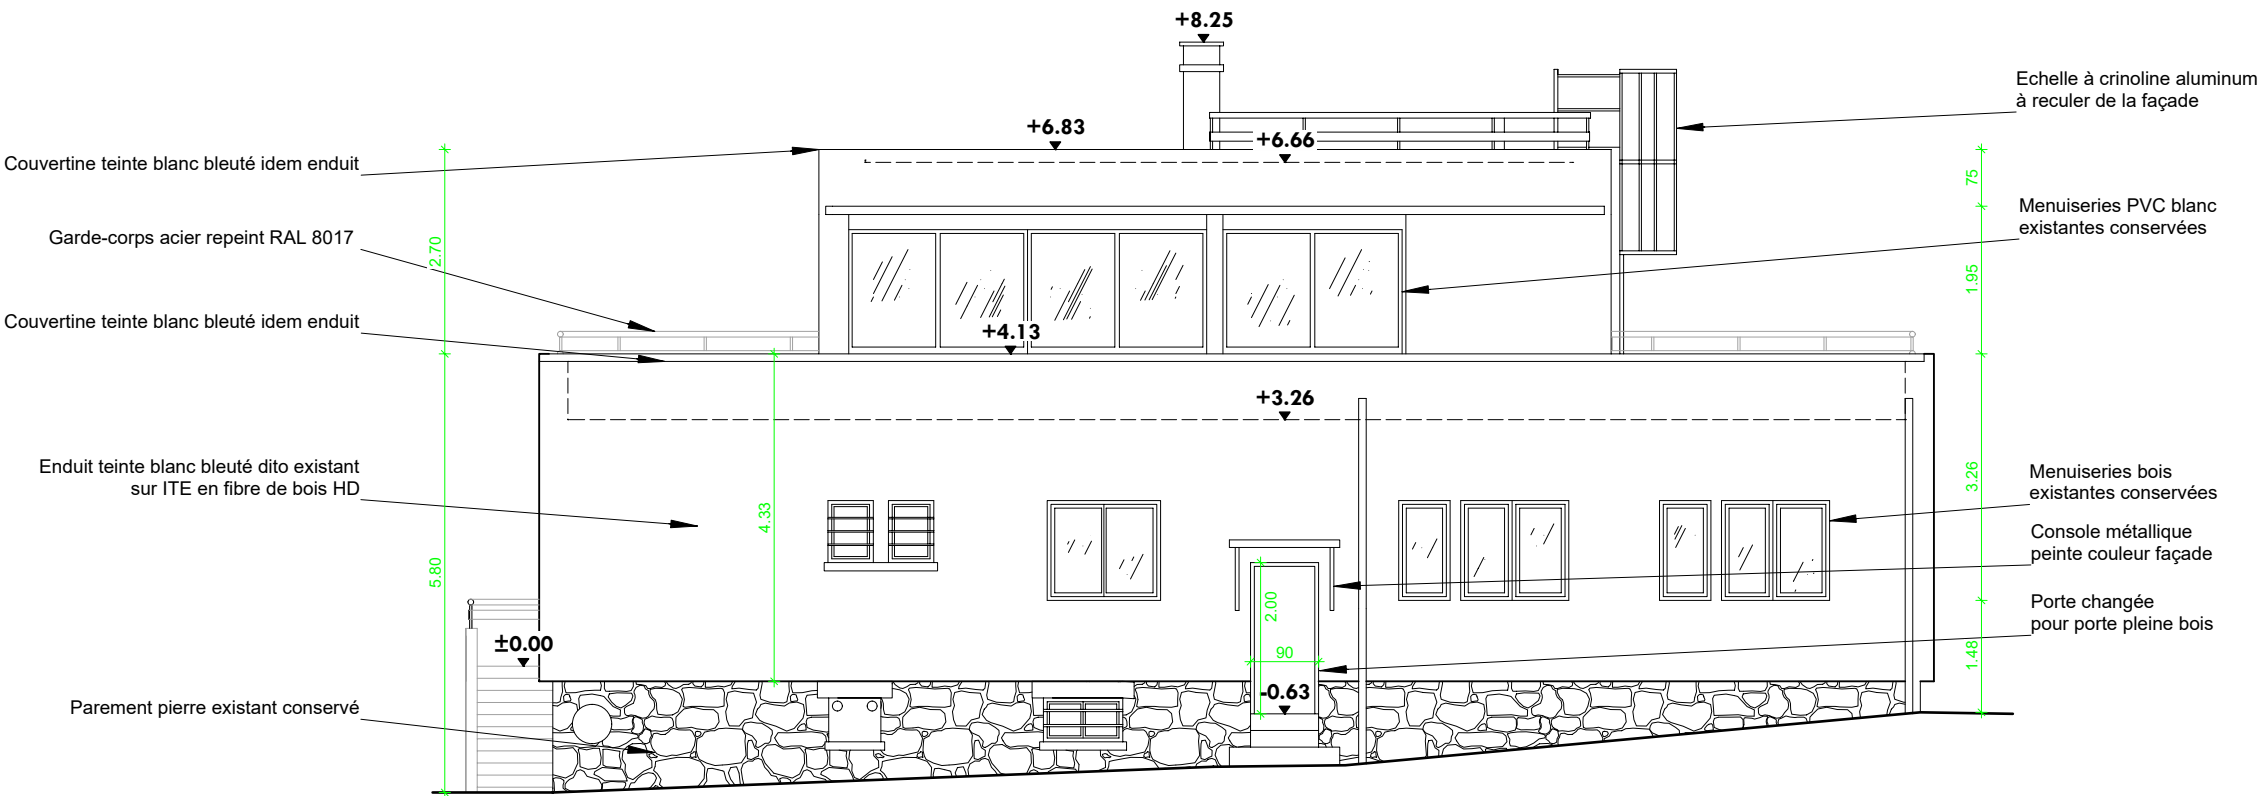 +8.25
Echelle à crinoline aluminum
à reculer de la façade
+6.83
+6.66
Couvertine teinte blanc bleuté idem enduit
75
Menuiseries PVC blanc
existantes conservées
Garde-corps acier repeint RAL 8017
2.70
1.95
Couvertine teinte blanc bleuté idem enduit
+4.13
+3.26
Enduit teinte blanc bleuté dito existant
sur ITE en fibre de bois HD
4.33
3.26
Menuiseries bois
existantes conservées
Console métallique
peinte couleur façade
5.80
2.00
Porte changée
pour porte pleine bois
±0.00
90
1.48
-0.63
Parement pierre existant conservé